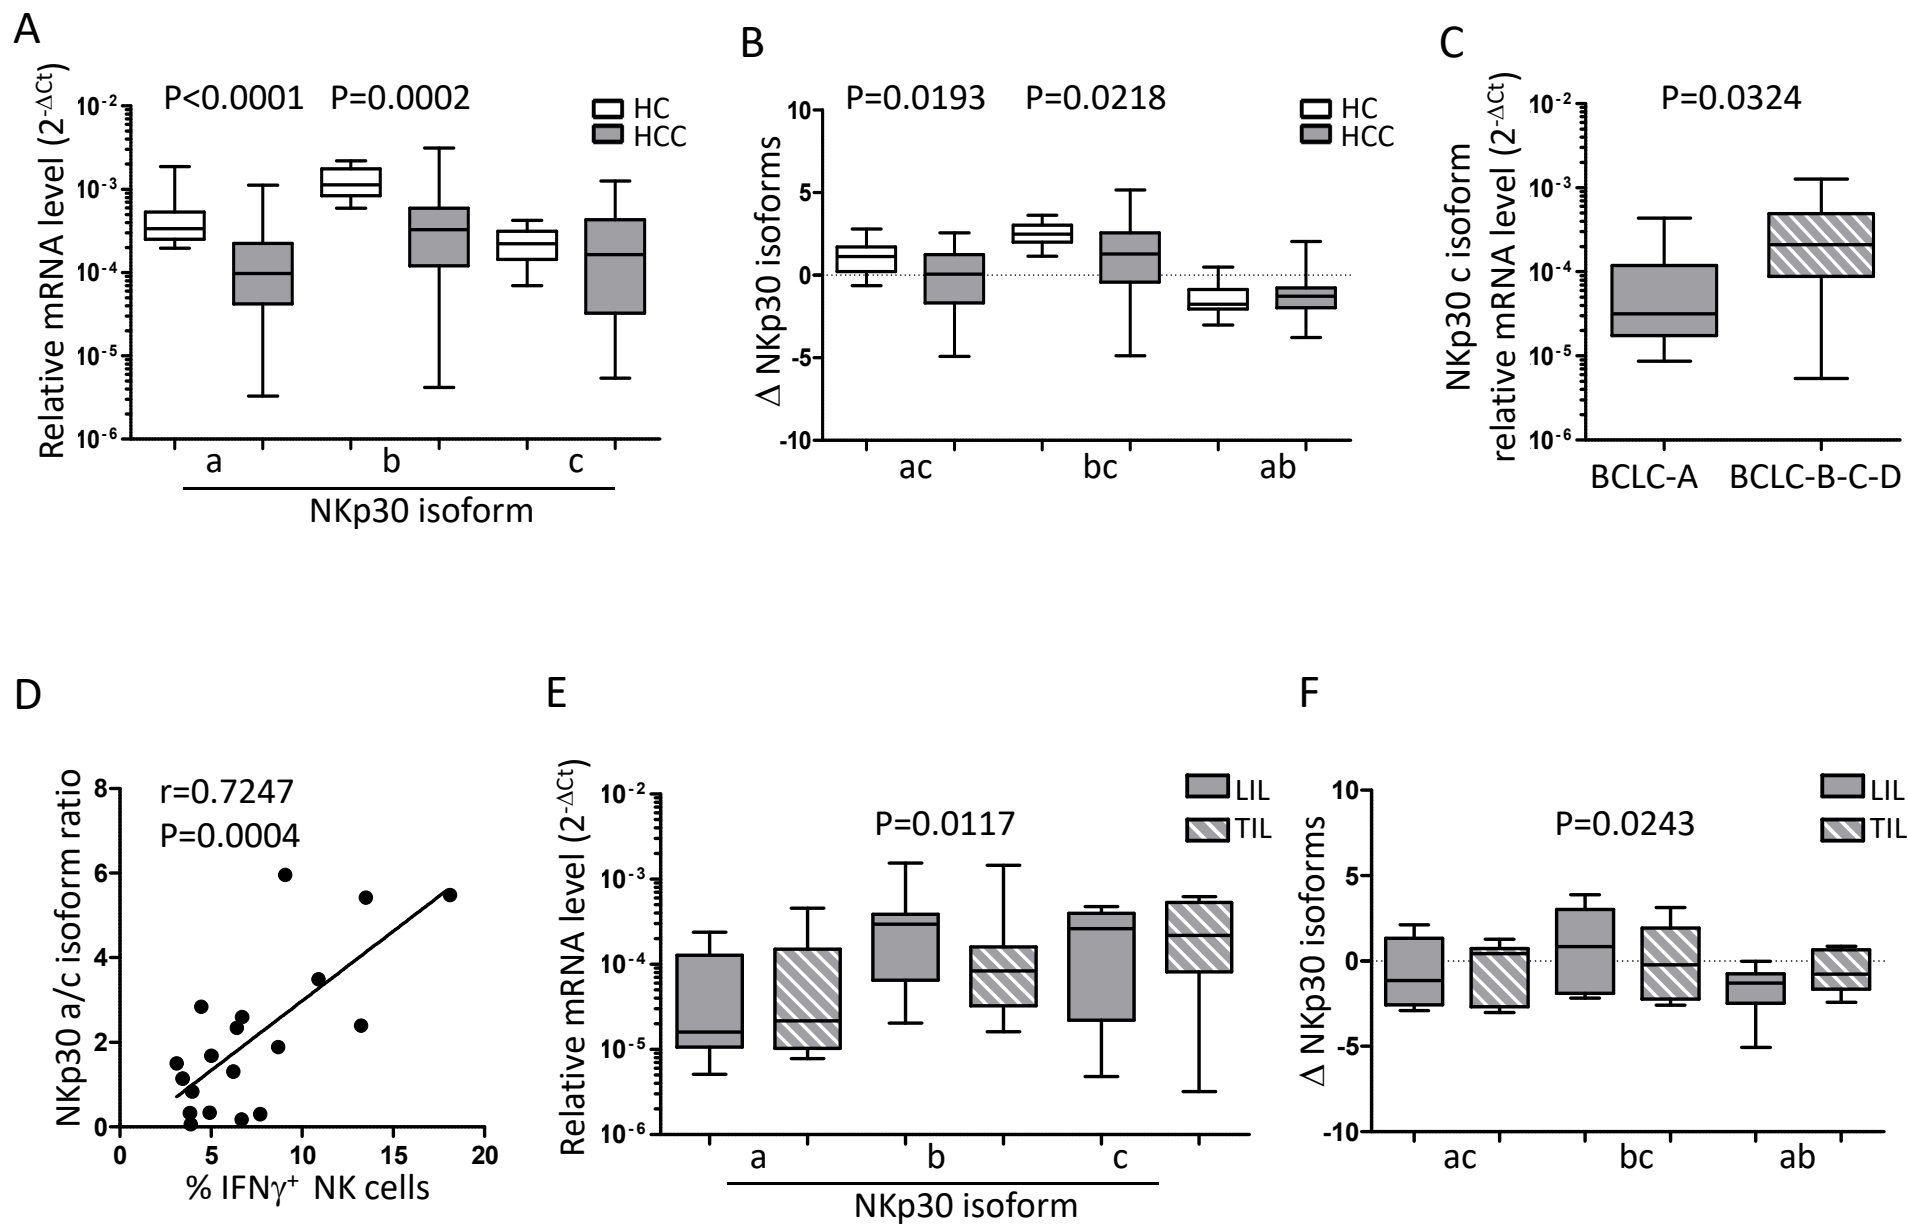 A
Relative mRNA level (2-ΔCt)
P<0.0001 P=0.0002
HC
HCC
10-2
10-3
10-4
10-5
10-6
a b c
NKp30 isoform
B
Δ NKp30 isoforms
P=0.0193 P=0.0218
HC
HCC
10
5
0
-5
-10
ac bc ab
C
NKp30 c isoform
relative mRNA level (2-ΔCt)
P=0.0324
10-2
10-3
10-4
10-5
10-6
BCLC-A BCLC-B-C-D
D
NKp30 a/c isoform ratio
r=0.7247
P=0.0004
8
6
4
2
0
0 5 10 15 20
% IFNγ+ NK cells
E
Relative mRNA level (2-ΔCt)
P=0.0117
LIL
TIL
10-2
10-3
10-4
10-5
10-6
a b c
NKp30 isoform
F
Δ NKp30 isoforms
P=0.0243
LIL
TIL
10
5
0
-5
-10
ac bc ab